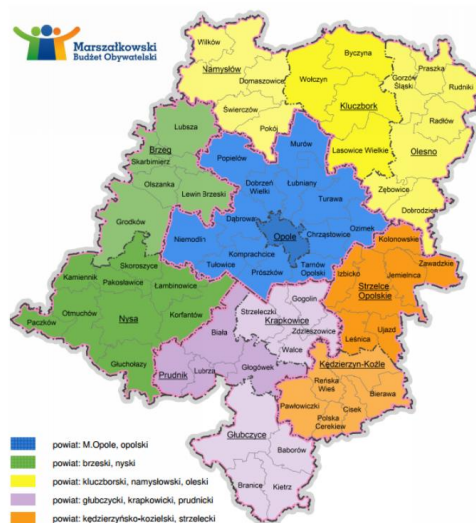 Marszałkowski
Budżet Obywatelski
Wilków
Namysłów
Domaszowice
Świerczów
Pokój
Byczyna
Wołczyn
Kluczbork
Lasowice Wielkie
Praszka
Gorzów
Śląski
Rudniki
Radłów
Olesno
Zębowice
Dobrodzień
Lubsza
Brzeg
Skarbimierz
Olszanka
Lewin Brzeski
Grodków
Murów
Popielów
Dobrzeń
Wielki
Łubniany
Turawa
Dąbrowa
Opole
Chrząstowice
Ozimek
Niemodlin
Komprachcice
Tułowice
Prószków
Tarnów
Opolski
Kolonowskie
Zawadzkie
Izbicko
Jemielnica
Strzelce
Opolskie
Ujazd
Leśnica
Skoroszyce
Kamiennik
Pakosławice
Łambinowice
Otmuchów
Paczków
Nysa
Korfantów
Głuchołazy
Gogolin
Strzeleczki
Krapkowice
Zdzieszowice
Walce
Biała
Prudnik
Lubrza
Głogówek
Kędzierzyn-Koźle
Reńska
Wieś
Bierawa
Pawłowiczki
Cisek
Polska
Cerekiew
Głubczyce
Baborów
Branice
Kietrz
powiat: M.Opole, opolski
powiat: brzeski, nyski
powiat: kluczborski, namysłowski, oleski
powiat: głubczycki, krapkowicki, prudnicki
powiat: kędzierzyńsko-kozielski, strzelecki